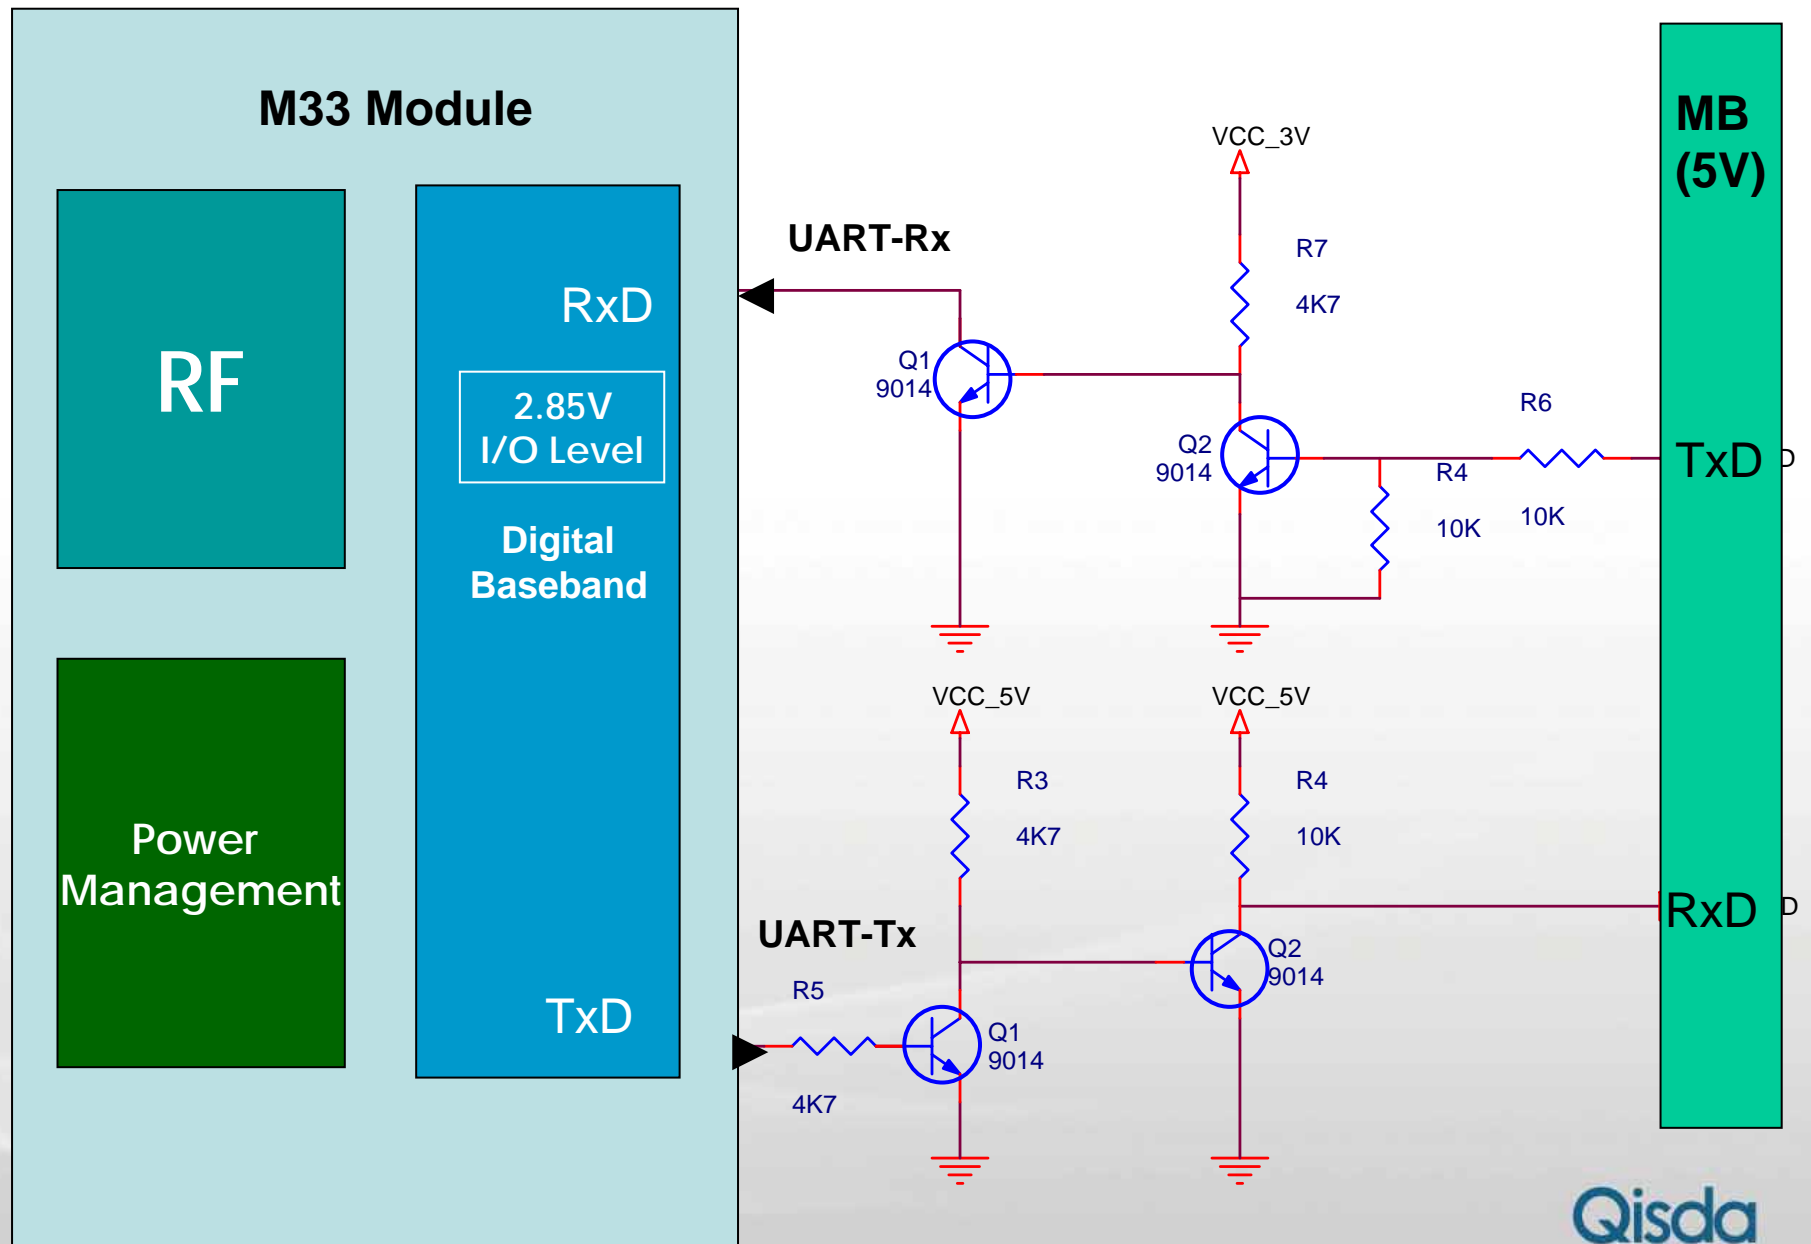 M33 Module
RF
Power
Management
RxD
2.85V
I/O Level
Digital
Baseband
TxD
UART-Rx
Q1
9014
VCC_3V
R7
4K7
Q2
9014
R4
10K
R6
10K
MB
(5V)
TxD
D
UART-Tx
R5
4K7
VCC_5V
R3
4K7
Q1
9014
VCC_5V
R4
10K
Q2
9014
RxD
D
Qisda